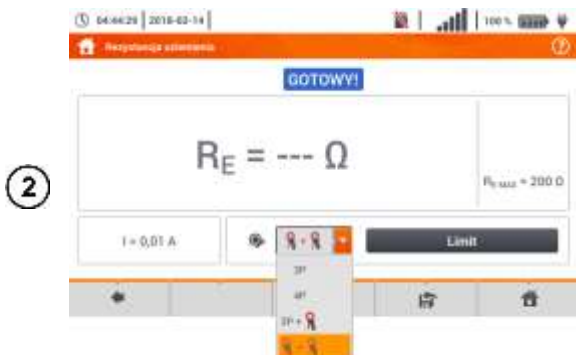 04:44:29 2018-02-14 100 %
Rezystancja uziemienia
GOTOWY!
2
RE = --- Ω
RE MAX = 200 Ω
I = 0,01 A
Limit
3P
4P
3P +